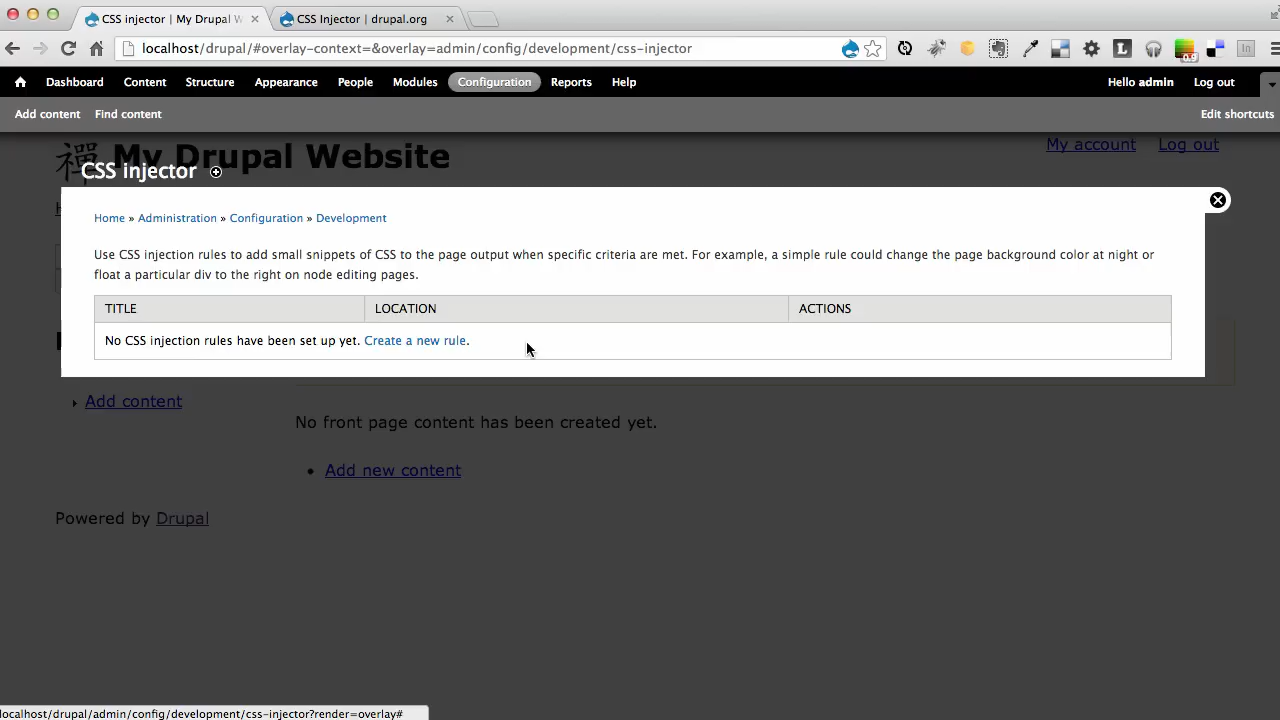 CSS injector | My Drupal W
CSS Injector | drupal.org
localhost/drupal/#overlay-context=&overlay=admin/config/development/css-injector
Dashboard Content Structure Appearance People Modules Configuration Reports Help Hello admin Log out
Add content Find content Edit shortcuts
禪 My Drupal Website
My account Log out
CSS injector
Home » Administration » Configuration » Development
Use CSS injection rules to add small snippets of CSS to the page output when specific criteria are met. For example, a simple rule could change the page background color at night or
float a particular div to the right on node editing pages.
TITLE LOCATION ACTIONS
No CSS injection rules have been set up yet. Create a new rule.
Add content
No front page content has been created yet.
Add new content
Powered by Drupal
localhost/drupal/admin/config/development/css-injector?render=overlay#